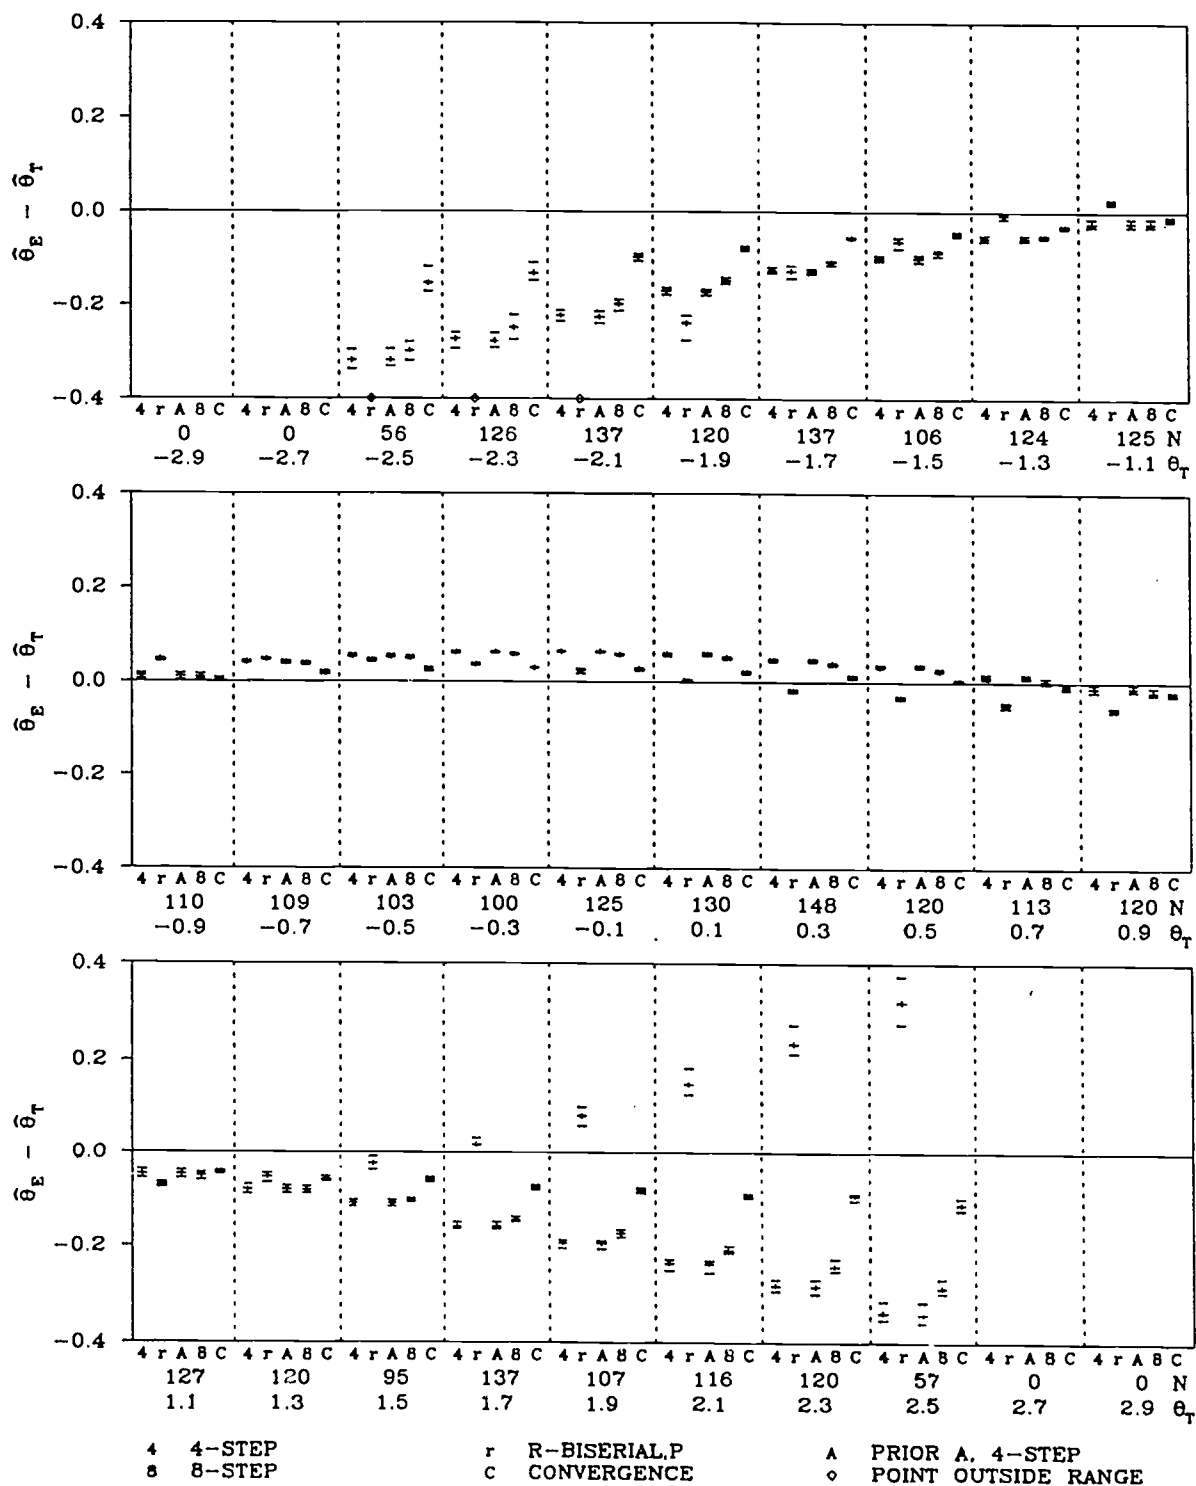 0.4
0.2
0.0
−0.2
−0.4
θ̂E − θ̂T
4 r A 8 C 4 r A 8 C 4 r A 8 C 4 r A 8 C 4 r A 8 C 4 r A 8 C 4 r A 8 C 4 r A 8 C 4 r A 8 C 4 r A 8 C
0 0 56 126 137 120 137 106 124 125 N
−2.9 −2.7 −2.5 −2.3 −2.1 −1.9 −1.7 −1.5 −1.3 −1.1 θT
0.4
0.2
0.0
−0.2
−0.4
θ̂E − θ̂T
4 r A 8 C 4 r A 8 C 4 r A 8 C 4 r A 8 C 4 r A 8 C 4 r A 8 C 4 r A 8 C 4 r A 8 C 4 r A 8 C 4 r A 8 C
110 109 103 100 125 130 148 120 113 120 N
−0.9 −0.7 −0.5 −0.3 −0.1 0.1 0.3 0.5 0.7 0.9 θT
0.4
0.2
0.0
−0.2
−0.4
θ̂E − θ̂T
4 r A 8 C 4 r A 8 C 4 r A 8 C 4 r A 8 C 4 r A 8 C 4 r A 8 C 4 r A 8 C 4 r A 8 C 4 r A 8 C 4 r A 8 C
127 120 95 137 107 116 120 57 0 0 N
1.1 1.3 1.5 1.7 1.9 2.1 2.3 2.5 2.7 2.9 θT
4 4-STEP r R-BISERIAL,P A PRIOR A, 4-STEP
8 8-STEP C CONVERGENCE ◇ POINT OUTSIDE RANGE